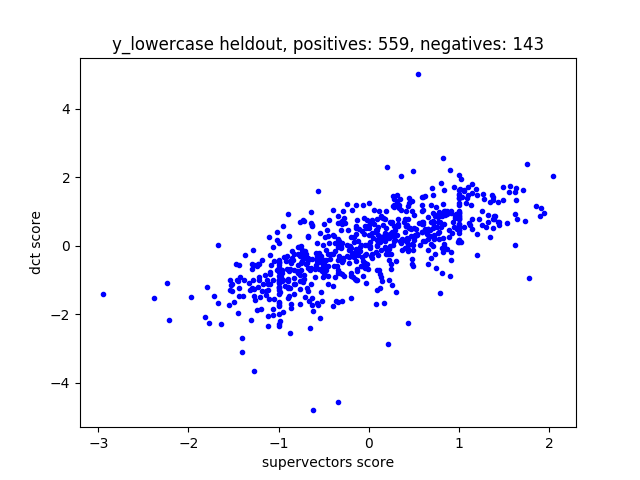 y_lowercase heldout, positives: 559, negatives: 143
4
2
0
−2
−4
dct score
−3 −2 −1 0 1 2
supervectors score